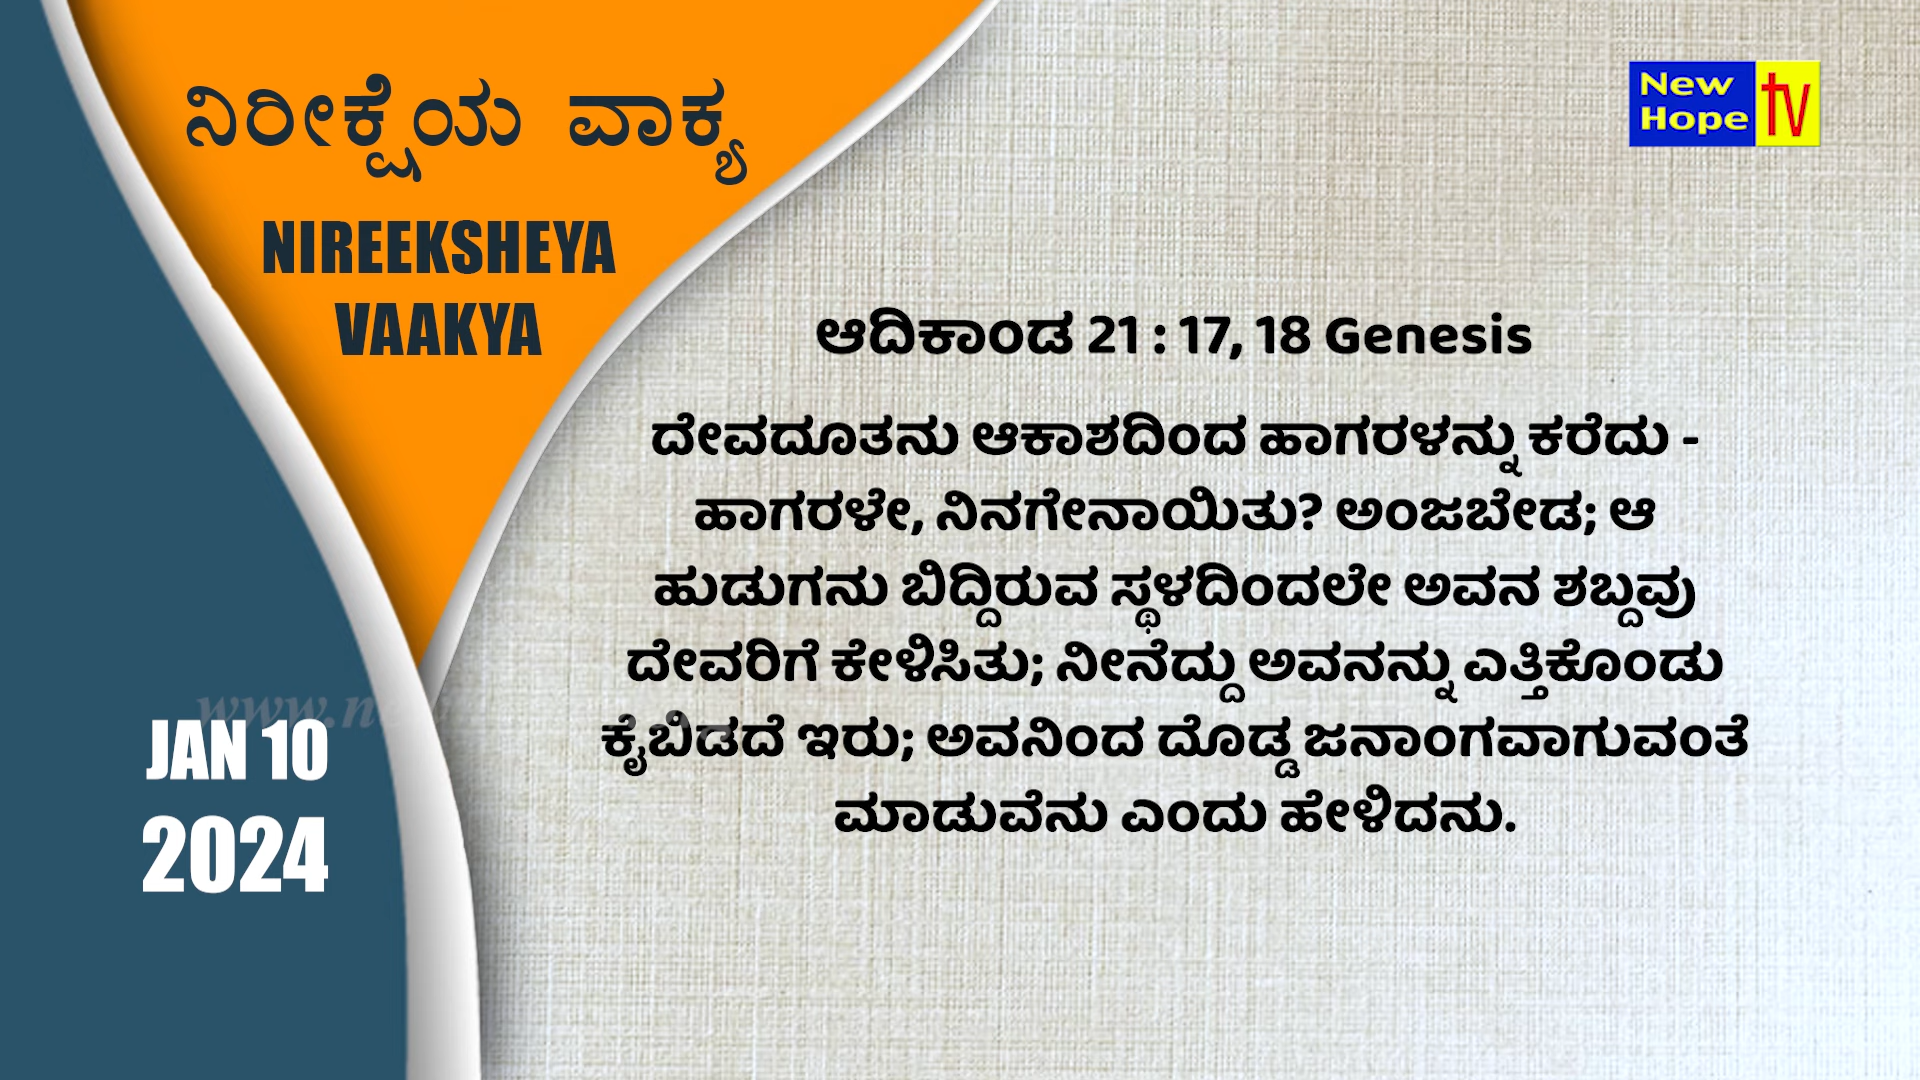 ನಿರೀಕ್ಷೆಯ ವಾಕ್ಯ
NIREEKSHEYA
VAAKYA
New
Hope
tv
ಆದಿಕಾಂಡ 21 : 17, 18 Genesis
ದೇವದೂತನು ಆಕಾಶದಿಂದ ಹಾಗರಳನ್ನು ಕರೆದು -
ಹಾಗರಳೇ, ನಿನಗೇನಾಯಿತು? ಅಂಜಬೇಡ; ಆ
ಹುಡುಗನು ಬಿದ್ದಿರುವ ಸ್ಥಳದಿಂದಲೇ ಅವನ ಶಬ್ದವು
ದೇವರಿಗೆ ಕೇಳಿಸಿತು; ನೀನೆದ್ದು ಅವನನ್ನು ಎತ್ತಿಕೊಂಡು
ಕೈಬಿಡದೆ ಇರು; ಅವನಿಂದ ದೊಡ್ಡ ಜನಾಂಗವಾಗುವಂತೆ
ಮಾಡುವೆನು ಎಂದು ಹೇಳಿದನು.
JAN 10
2024